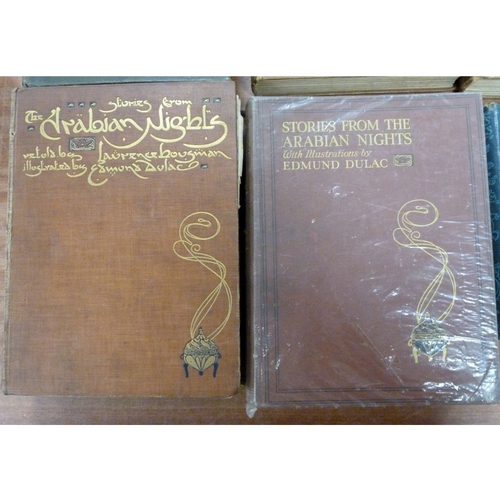 Stories from
The Arabian Nights
retold by Laurence Housman
illustrated by Edmund Dulac
STORIES FROM THE
ARABIAN NIGHTS
With Illustrations by
EDMUND DULAC